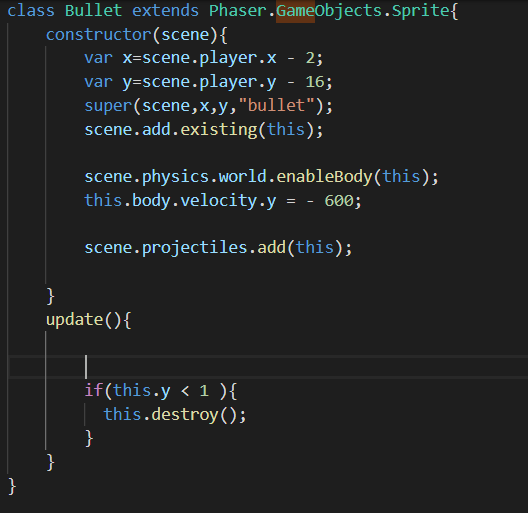 class Bullet extends Phaser.GameObjects.Sprite{
constructor(scene){
var x=scene.player.x - 2;
var y=scene.player.y - 16;
super(scene,x,y,"bullet");
scene.add.existing(this);
scene.physics.world.enableBody(this);
this.body.velocity.y = - 600;
scene.projectiles.add(this);
}
update(){
if(this.y < 1 ){
this.destroy();
}
}
}